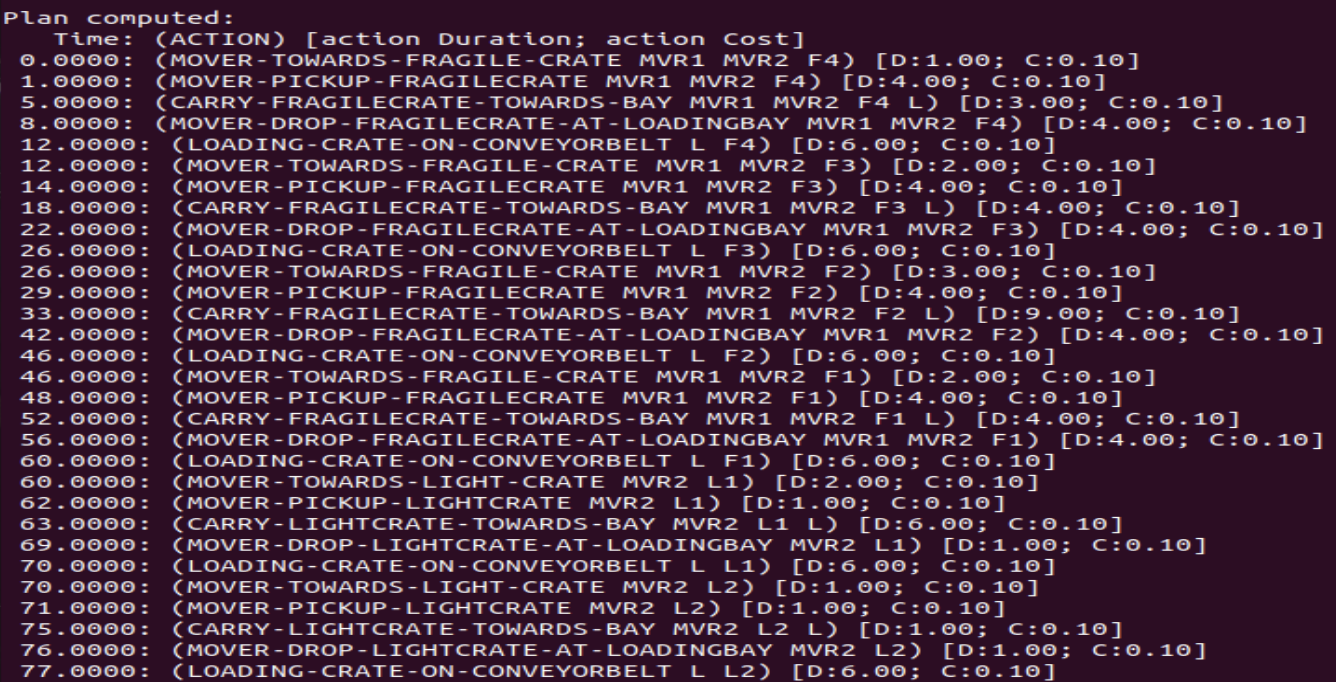 Plan computed:
   Time: (ACTION) [action Duration; action Cost]
 0.0000: (MOVER-TOWARDS-FRAGILE-CRATE MVR1 MVR2 F4) [D:1.00; C:0.10]
 1.0000: (MOVER-PICKUP-FRAGILECRATE MVR1 MVR2 F4) [D:4.00; C:0.10]
 5.0000: (CARRY-FRAGILECRATE-TOWARDS-BAY MVR1 MVR2 F4 L) [D:3.00; C:0.10]
 8.0000: (MOVER-DROP-FRAGILECRATE-AT-LOADINGBAY MVR1 MVR2 F4) [D:4.00; C:0.10]
 12.0000: (LOADING-CRATE-ON-CONVEYORBELT L F4) [D:6.00; C:0.10]
 12.0000: (MOVER-TOWARDS-FRAGILE-CRATE MVR1 MVR2 F3) [D:2.00; C:0.10]
 14.0000: (MOVER-PICKUP-FRAGILECRATE MVR1 MVR2 F3) [D:4.00; C:0.10]
 18.0000: (CARRY-FRAGILECRATE-TOWARDS-BAY MVR1 MVR2 F3 L) [D:4.00; C:0.10]
 22.0000: (MOVER-DROP-FRAGILECRATE-AT-LOADINGBAY MVR1 MVR2 F3) [D:4.00; C:0.10]
 26.0000: (LOADING-CRATE-ON-CONVEYORBELT L F3) [D:6.00; C:0.10]
 26.0000: (MOVER-TOWARDS-FRAGILE-CRATE MVR1 MVR2 F2) [D:3.00; C:0.10]
 29.0000: (MOVER-PICKUP-FRAGILECRATE MVR1 MVR2 F2) [D:4.00; C:0.10]
 33.0000: (CARRY-FRAGILECRATE-TOWARDS-BAY MVR1 MVR2 F2 L) [D:9.00; C:0.10]
 42.0000: (MOVER-DROP-FRAGILECRATE-AT-LOADINGBAY MVR1 MVR2 F2) [D:4.00; C:0.10]
 46.0000: (LOADING-CRATE-ON-CONVEYORBELT L F2) [D:6.00; C:0.10]
 46.0000: (MOVER-TOWARDS-FRAGILE-CRATE MVR1 MVR2 F1) [D:2.00; C:0.10]
 48.0000: (MOVER-PICKUP-FRAGILECRATE MVR1 MVR2 F1) [D:4.00; C:0.10]
 52.0000: (CARRY-FRAGILECRATE-TOWARDS-BAY MVR1 MVR2 F1 L) [D:4.00; C:0.10]
 56.0000: (MOVER-DROP-FRAGILECRATE-AT-LOADINGBAY MVR1 MVR2 F1) [D:4.00; C:0.10]
 60.0000: (LOADING-CRATE-ON-CONVEYORBELT L F1) [D:6.00; C:0.10]
 60.0000: (MOVER-TOWARDS-LIGHT-CRATE MVR2 L1) [D:2.00; C:0.10]
 62.0000: (MOVER-PICKUP-LIGHTCRATE MVR2 L1) [D:1.00; C:0.10]
 63.0000: (CARRY-LIGHTCRATE-TOWARDS-BAY MVR2 L1 L) [D:6.00; C:0.10]
 69.0000: (MOVER-DROP-LIGHTCRATE-AT-LOADINGBAY MVR2 L1) [D:1.00; C:0.10]
 70.0000: (LOADING-CRATE-ON-CONVEYORBELT L L1) [D:6.00; C:0.10]
 70.0000: (MOVER-TOWARDS-LIGHT-CRATE MVR2 L2) [D:1.00; C:0.10]
 71.0000: (MOVER-PICKUP-LIGHTCRATE MVR2 L2) [D:1.00; C:0.10]
 75.0000: (CARRY-LIGHTCRATE-TOWARDS-BAY MVR2 L2 L) [D:1.00; C:0.10]
 76.0000: (MOVER-DROP-LIGHTCRATE-AT-LOADINGBAY MVR2 L2) [D:1.00; C:0.10]
 77.0000: (LOADING-CRATE-ON-CONVEYORBELT L L2) [D:6.00; C:0.10]